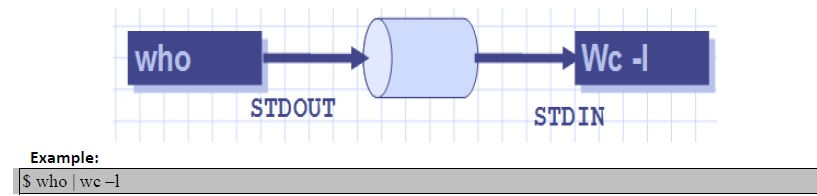 who
Wc -l
STDOUT
STDIN
Example:
$ who | wc –l